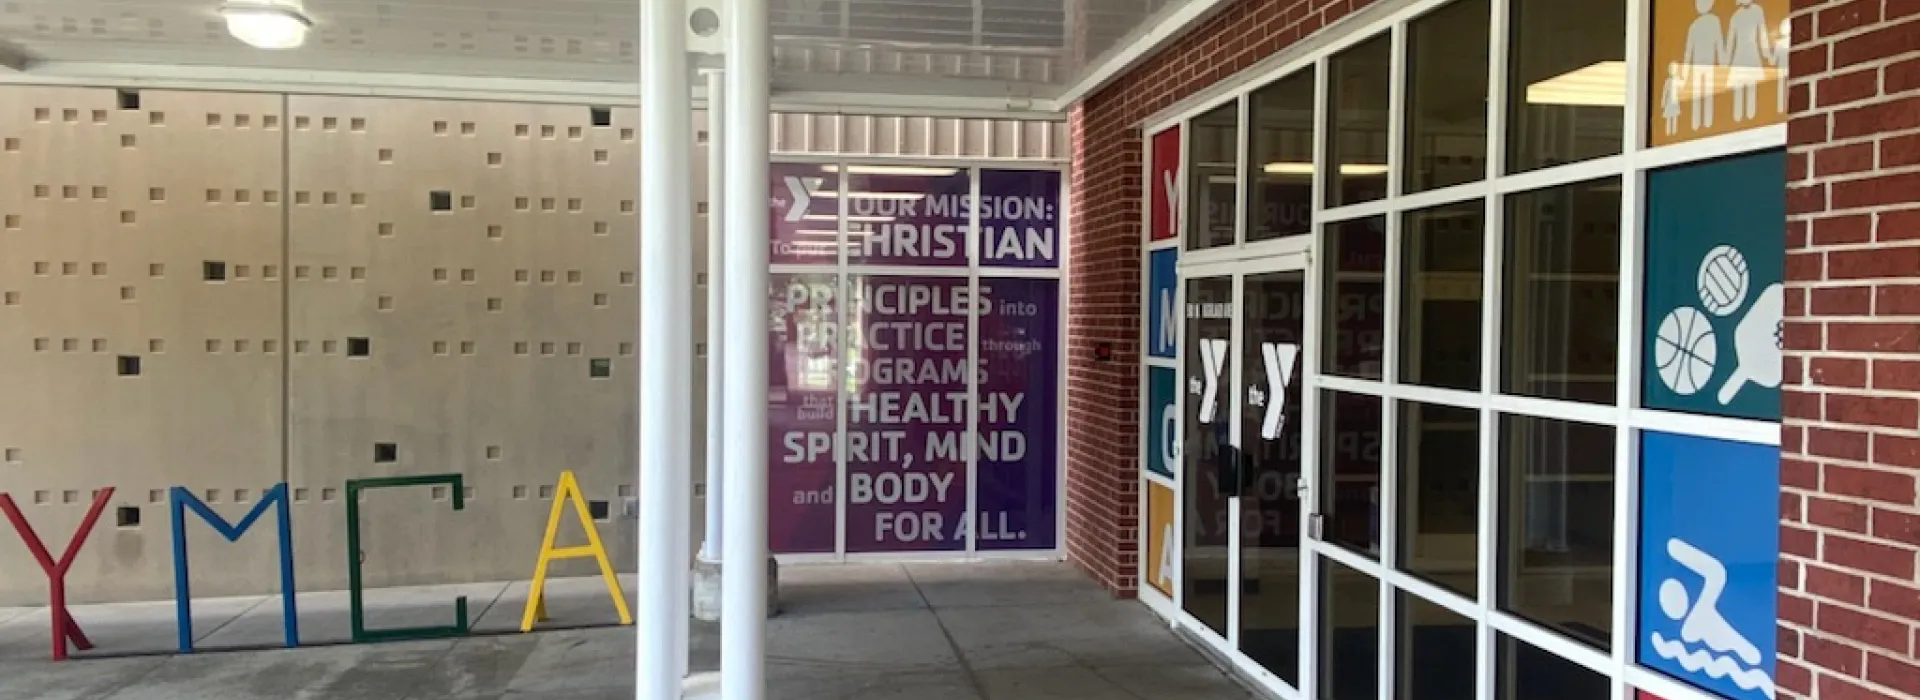 YMCA
the Y
OUR MISSION:
To put CHRISTIAN
PRINCIPLES into
PRACTICE through
PROGRAMS
that build HEALTHY
SPIRIT, MIND
and BODY
FOR ALL.
Y
M
C
A
the Y
the Y